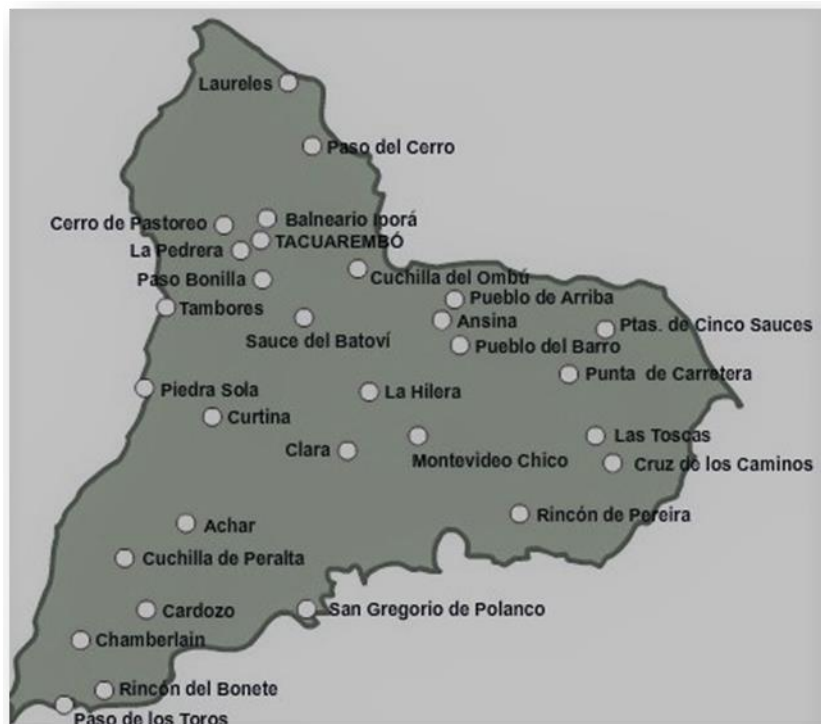 Laureles
Paso del Cerro
Cerro de Pastoreo
Balneario Iporá
TACUAREMBÓ
La Pedrera
Cuchilla del Ombú
Paso Bonilla
Pueblo de Arriba
Tambores
Ansina
Ptas. de Cinco Sauces
Sauce del Batoví
Pueblo del Barro
Punta de Carretera
Piedra Sola
La Hilera
Curtina
Las Toscas
Clara
Montevideo Chico
Cruz de los Caminos
Rincón de Pereira
Achar
Cuchilla de Peralta
Cardozo
San Gregorio de Polanco
Chamberlain
Rincón del Bonete
Paso de los Toros